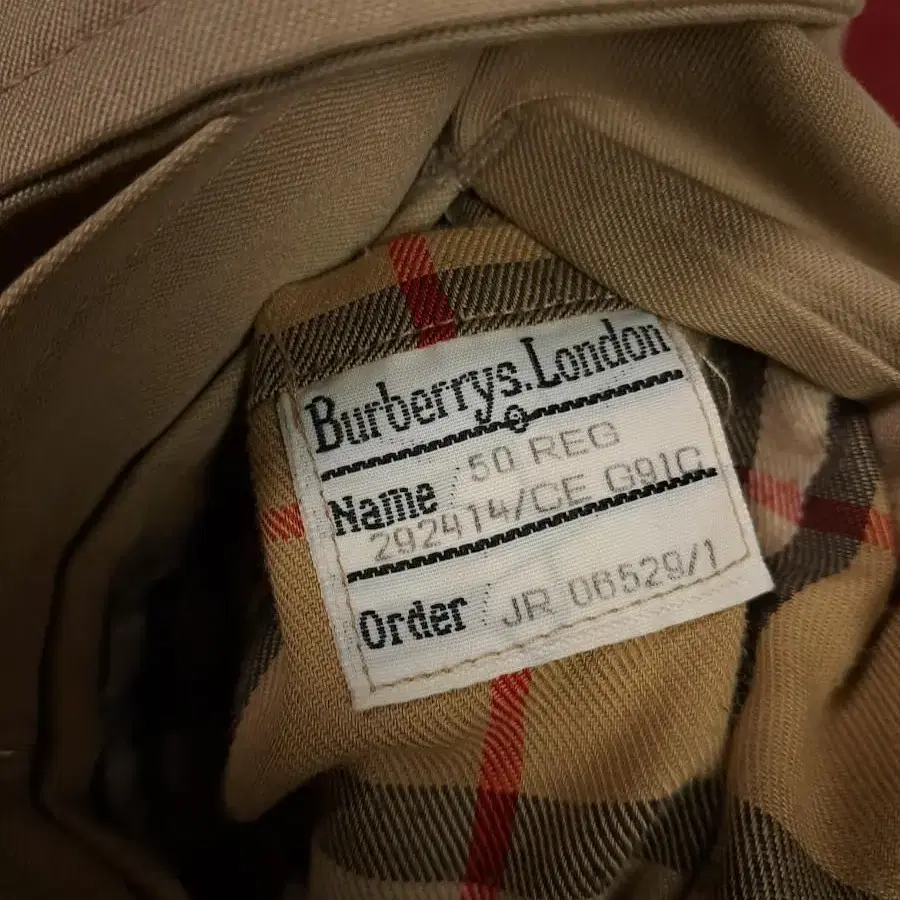 Burberrys. London
50 REG
Name
292414/CE G91C
Order JR 06529/1